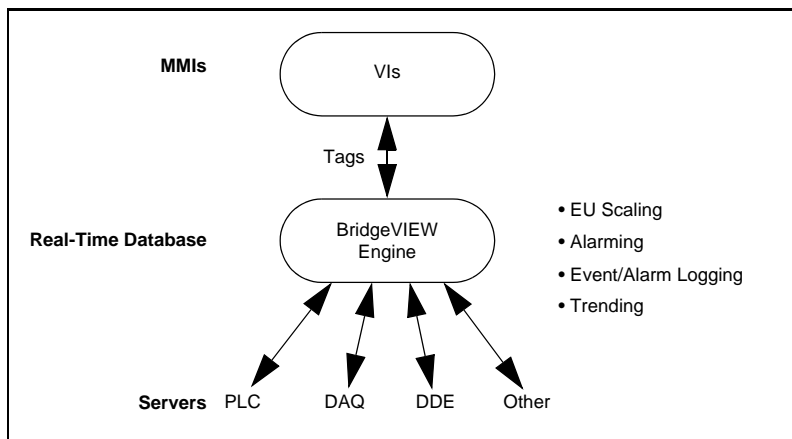 MMIs
VIs
Tags
Real-Time Database
BridgeVIEW
Engine
• EU Scaling
• Alarming
• Event/Alarm Logging
• Trending
Servers PLC DAQ DDE Other